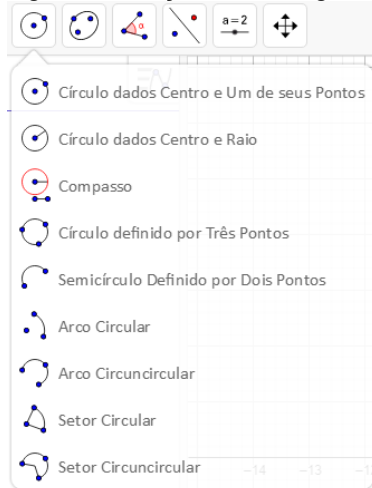 a=2
Círculo dados Centro e Um de seus Pontos
Círculo dados Centro e Raio
Compasso
Círculo definido por Três Pontos
Semicírculo Definido por Dois Pontos
Arco Circular
Arco Circuncircular
Setor Circular
Setor Circuncircular
-14 -13